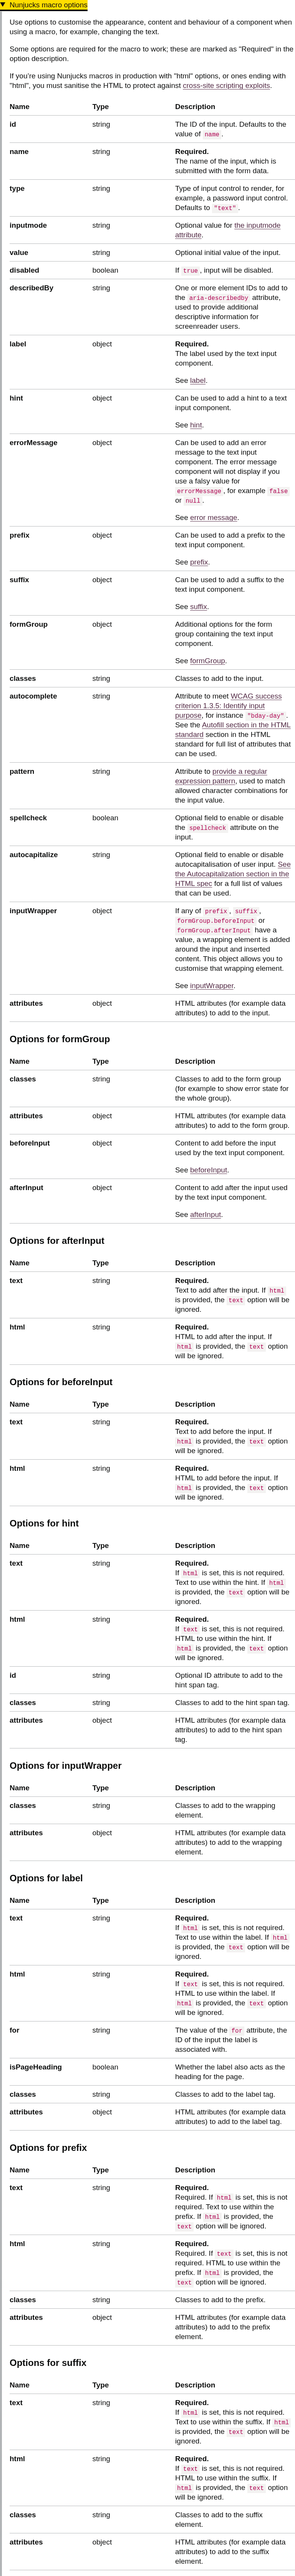 ▼ Nunjucks macro options
Use options to customise the appearance, content and behaviour of a component when
using a macro, for example, changing the text.
Some options are required for the macro to work; these are marked as "Required" in the
option description.
If you're using Nunjucks macros in production with "html" options, or ones ending with
"html", you must sanitise the HTML to protect against cross-site scripting exploits.
Name Type Description
id string The ID of the input. Defaults to the
value of name .
name string Required.
The name of the input, which is
submitted with the form data.
type string Type of input control to render, for
example, a password input control.
Defaults to "text" .
inputmode string Optional value for the inputmode
attribute.
value string Optional initial value of the input.
disabled boolean If true , input will be disabled.
describedBy string One or more element IDs to add to
the aria-describedby attribute,
used to provide additional
descriptive information for
screenreader users.
label object Required.
The label used by the text input
component.
See label.
hint object Can be used to add a hint to a text
input component.
See hint.
errorMessage object Can be used to add an error
message to the text input
component. The error message
component will not display if you
use a falsy value for
errorMessage , for example false
or null .
See error message.
prefix object Can be used to add a prefix to the
text input component.
See prefix.
suffix object Can be used to add a suffix to the
text input component.
See suffix.
formGroup object Additional options for the form
group containing the text input
component.
See formGroup.
classes string Classes to add to the input.
autocomplete string Attribute to meet WCAG success
criterion 1.3.5: Identify input
purpose, for instance "bday-day" .
See the Autofill section in the HTML
standard section in the HTML
standard for full list of attributes that
can be used.
pattern string Attribute to provide a regular
expression pattern, used to match
allowed character combinations for
the input value.
spellcheck boolean Optional field to enable or disable
the spellcheck attribute on the
input.
autocapitalize string Optional field to enable or disable
autocapitalisation of user input. See
the Autocapitalization section in the
HTML spec for a full list of values
that can be used.
inputWrapper object If any of prefix , suffix ,
formGroup.beforeInput or
formGroup.afterInput have a
value, a wrapping element is added
around the input and inserted
content. This object allows you to
customise that wrapping element.
See inputWrapper.
attributes object HTML attributes (for example data
attributes) to add to the input.
Options for formGroup
Name Type Description
classes string Classes to add to the form group
(for example to show error state for
the whole group).
attributes object HTML attributes (for example data
attributes) to add to the form group.
beforeInput object Content to add before the input
used by the text input component.
See beforeInput.
afterInput object Content to add after the input used
by the text input component.
See afterInput.
Options for afterInput
Name Type Description
text string Required.
Text to add after the input. If html
is provided, the text option will be
ignored.
html string Required.
HTML to add after the input. If
html is provided, the text option
will be ignored.
Options for beforeInput
Name Type Description
text string Required.
Text to add before the input. If
html is provided, the text option
will be ignored.
html string Required.
HTML to add before the input. If
html is provided, the text option
will be ignored.
Options for hint
Name Type Description
text string Required.
If html is set, this is not required.
Text to use within the hint. If html
is provided, the text option will be
ignored.
html string Required.
If text is set, this is not required.
HTML to use within the hint. If
html is provided, the text option
will be ignored.
id string Optional ID attribute to add to the
hint span tag.
classes string Classes to add to the hint span tag.
attributes object HTML attributes (for example data
attributes) to add to the hint span
tag.
Options for inputWrapper
Name Type Description
classes string Classes to add to the wrapping
element.
attributes object HTML attributes (for example data
attributes) to add to the wrapping
element.
Options for label
Name Type Description
text string Required.
If html is set, this is not required.
Text to use within the label. If html
is provided, the text option will be
ignored.
html string Required.
If text is set, this is not required.
HTML to use within the label. If
html is provided, the text option
will be ignored.
for string The value of the for attribute, the
ID of the input the label is
associated with.
isPageHeading boolean Whether the label also acts as the
heading for the page.
classes string Classes to add to the label tag.
attributes object HTML attributes (for example data
attributes) to add to the label tag.
Options for prefix
Name Type Description
text string Required.
Required. If html is set, this is not
required. Text to use within the
prefix. If html is provided, the
text option will be ignored.
html string Required.
Required. If text is set, this is not
required. HTML to use within the
prefix. If html is provided, the
text option will be ignored.
classes string Classes to add to the prefix.
attributes object HTML attributes (for example data
attributes) to add to the prefix
element.
Options for suffix
Name Type Description
text string Required.
If html is set, this is not required.
Text to use within the suffix. If html
is provided, the text option will be
ignored.
html string Required.
If text is set, this is not required.
HTML to use within the suffix. If
html is provided, the text option
will be ignored.
classes string Classes to add to the suffix
element.
attributes object HTML attributes (for example data
attributes) to add to the suffix
element.